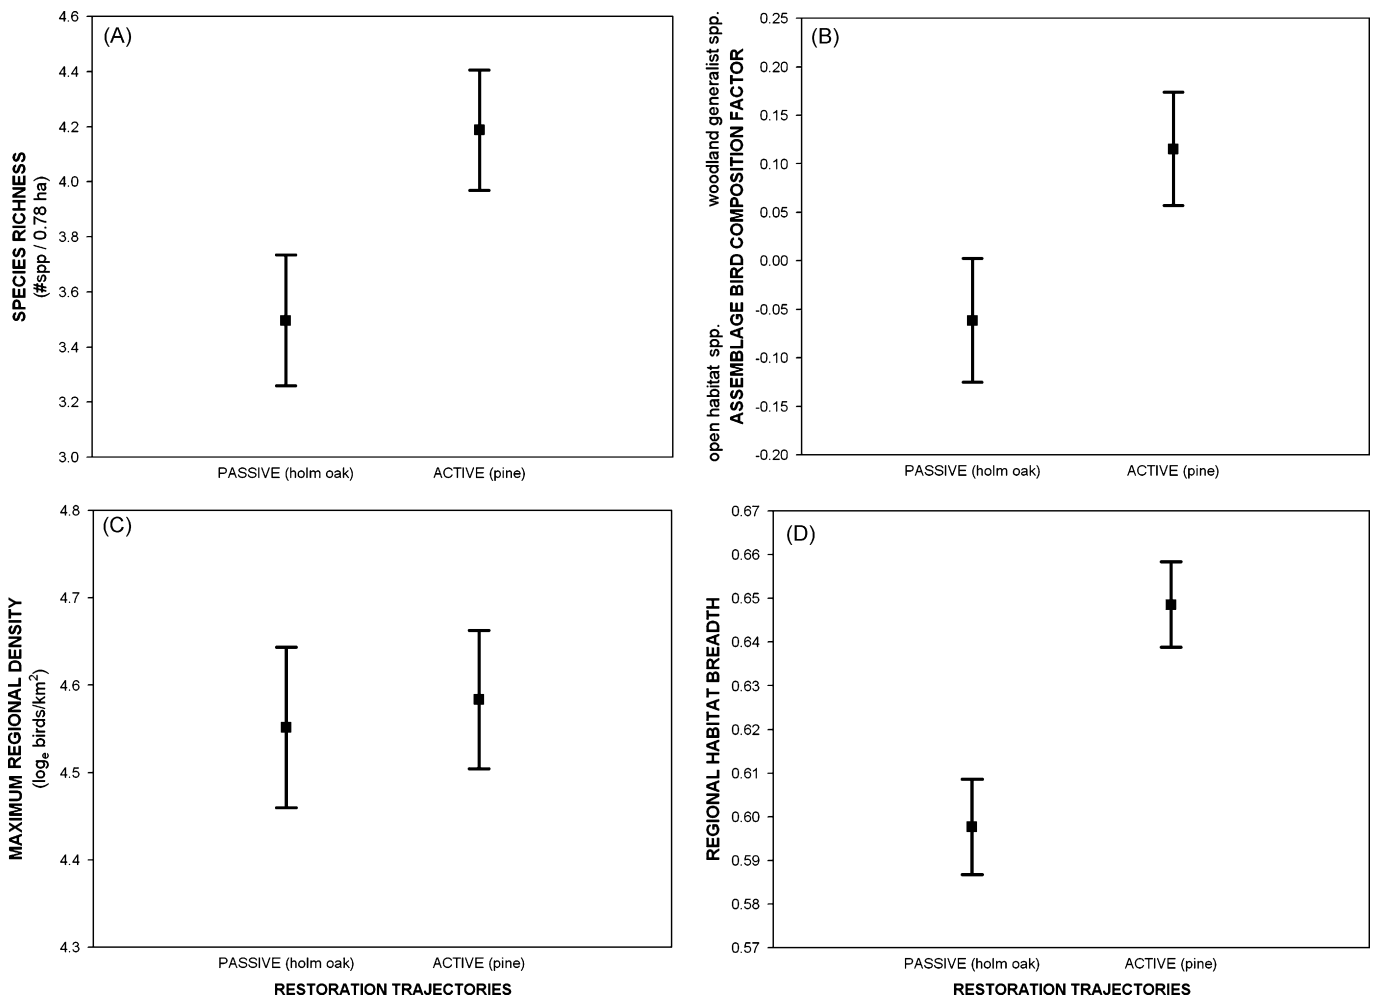 (A)
SPECIES RICHNESS
(#spp / 0.78 ha)
4.6
4.4
4.2
4.0
3.8
3.6
3.4
3.2
3.0
PASSIVE (holm oak)
ACTIVE (pine)
(B)
open habitat spp.
woodland generalist spp.
ASSEMBLAGE BIRD COMPOSITION FACTOR
0.25
0.20
0.15
0.10
0.05
0.00
-0.05
-0.10
-0.15
-0.20
PASSIVE (holm oak)
ACTIVE (pine)
(C)
MAXIMUM REGIONAL DENSITY
(logₑ birds/km²)
4.8
4.7
4.6
4.5
4.4
4.3
PASSIVE (holm oak)
ACTIVE (pine)
RESTORATION TRAJECTORIES
(D)
REGIONAL HABITAT BREADTH
0.67
0.66
0.65
0.64
0.63
0.62
0.61
0.60
0.59
0.58
0.57
PASSIVE (holm oak)
ACTIVE (pine)
RESTORATION TRAJECTORIES